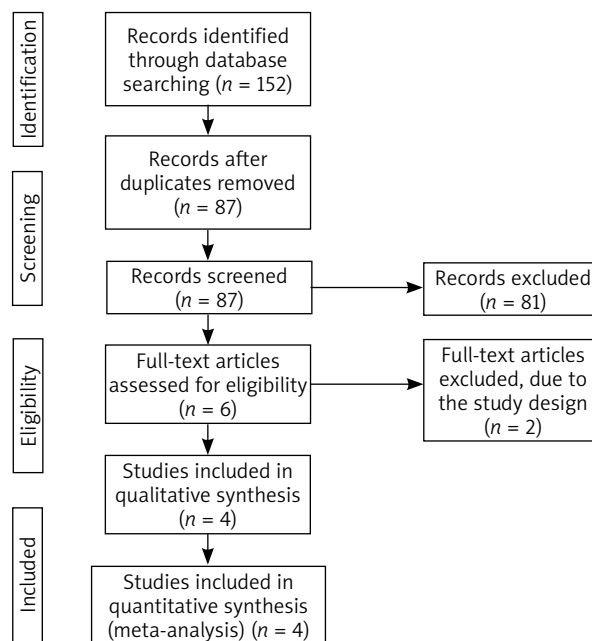 Identification
Records identified
through database
searching (n = 152)
Records after
duplicates removed
(n = 87)
Screening
Records screened
(n = 87)
Records excluded
(n = 81)
Eligibility
Full-text articles
assessed for eligibility
(n = 6)
Full-text articles
excluded, due to
the study design
(n = 2)
Studies included in
qualitative synthesis
(n = 4)
Included
Studies included in
quantitative synthesis
(meta-analysis) (n = 4)